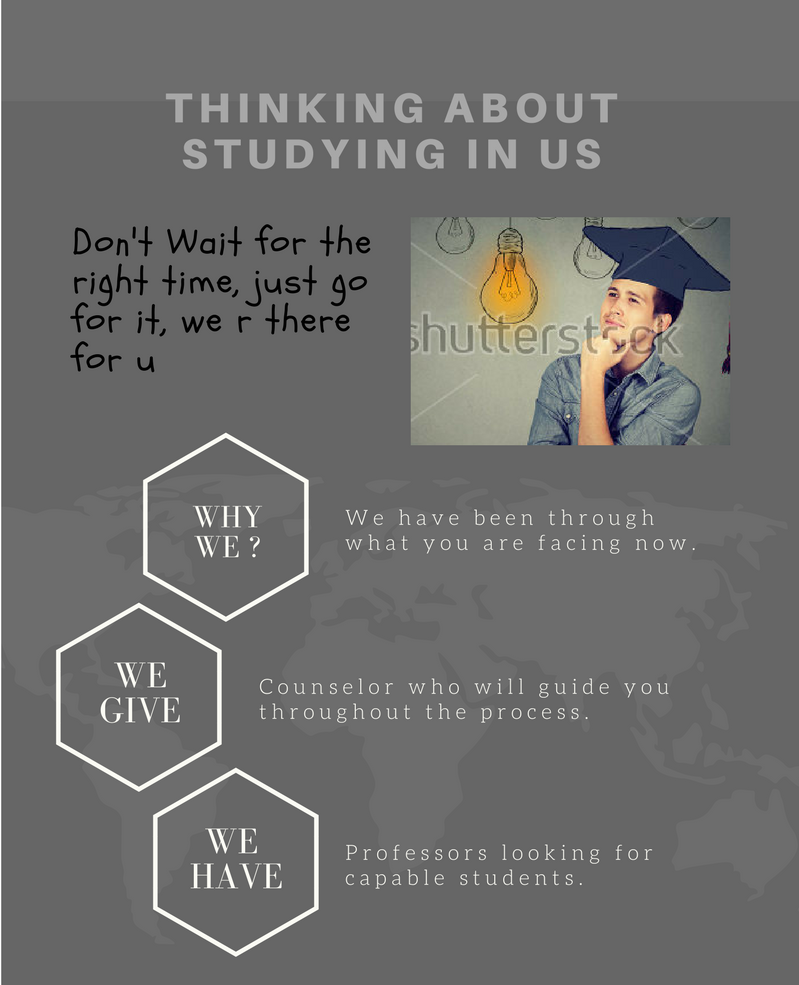 THINKING ABOUT
STUDYING IN US
Don't Wait for the
right time, just go
for it, we r there
for u
shutterstock
WHY
WE ?
We have been through
what you are facing now.
WE
GIVE
Counselor who will guide you
throughout the process.
WE
HAVE
Professors looking for
capable students.